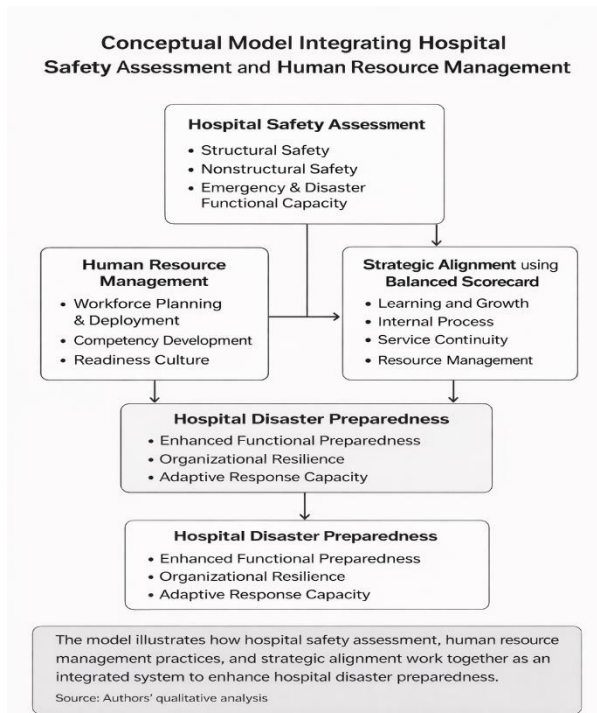 Conceptual Model Integrating Hospital
Safety Assessment and Human Resource Management
Hospital Safety Assessment
• Structural Safety
• Nonstructural Safety
• Emergency & Disaster
Functional Capacity
Human Resource
Management
• Workforce Planning
& Deployment
• Competency Development
• Readiness Culture
Strategic Alignment using
Balanced Scorecard
• Learning and Growth
• Internal Process
• Service Continuity
• Resource Management
Hospital Disaster Preparedness
• Enhanced Functional Preparedness
• Organizational Resilience
• Adaptive Response Capacity
Hospital Disaster Preparedness
• Enhanced Functional Preparedness
• Organizational Resilience
• Adaptive Response Capacity
The model illustrates how hospital safety assessment, human resource
management practices, and strategic alignment work together as an
integrated system to enhance hospital disaster preparedness.
Source: Authors' qualitative analysis